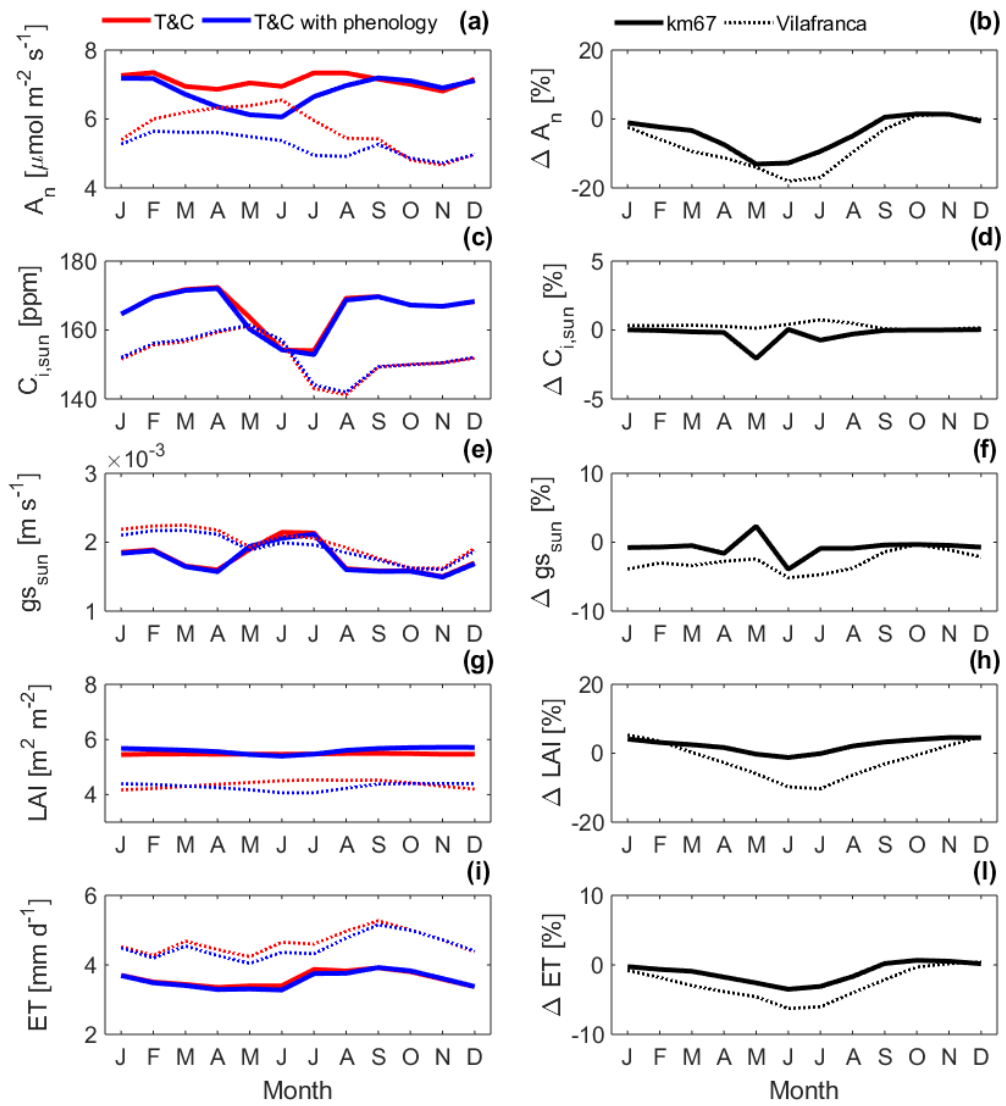 T&C T&C with phenology (a)
8
6
4
A_n [μmol m^-2 s^-1]
J F M A M J J A S O N D
km67 Vilafranca (b)
20
0
-20
Δ A_n [%]
J F M A M J J A S O N D
(c)
180
160
140
C_i,sun [ppm]
J F M A M J J A S O N D
(d)
5
0
-5
Δ C_i,sun [%]
J F M A M J J A S O N D
(e)
×10^-3
3
2
1
gs_sun [m s^-1]
J F M A M J J A S O N D
(f)
10
0
-10
Δ gs_sun [%]
J F M A M J J A S O N D
(g)
8
6
4
LAI [m^2 m^-2]
J F M A M J J A S O N D
(h)
20
0
-20
Δ LAI [%]
J F M A M J J A S O N D
(i)
6
4
2
ET [mm d^-1]
J F M A M J J A S O N D
Month
(l)
10
0
-10
Δ ET [%]
J F M A M J J A S O N D
Month